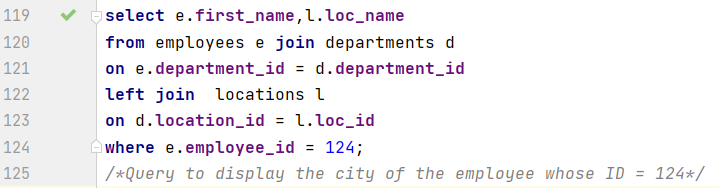 119 select e.first_name,l.loc_name
120 from employees e join departments d
121 on e.department_id = d.department_id
122 left join  locations l
123 on d.location_id = l.loc_id
124 where e.employee_id = 124;
125 /*Query to display the city of the employee whose ID = 124*/